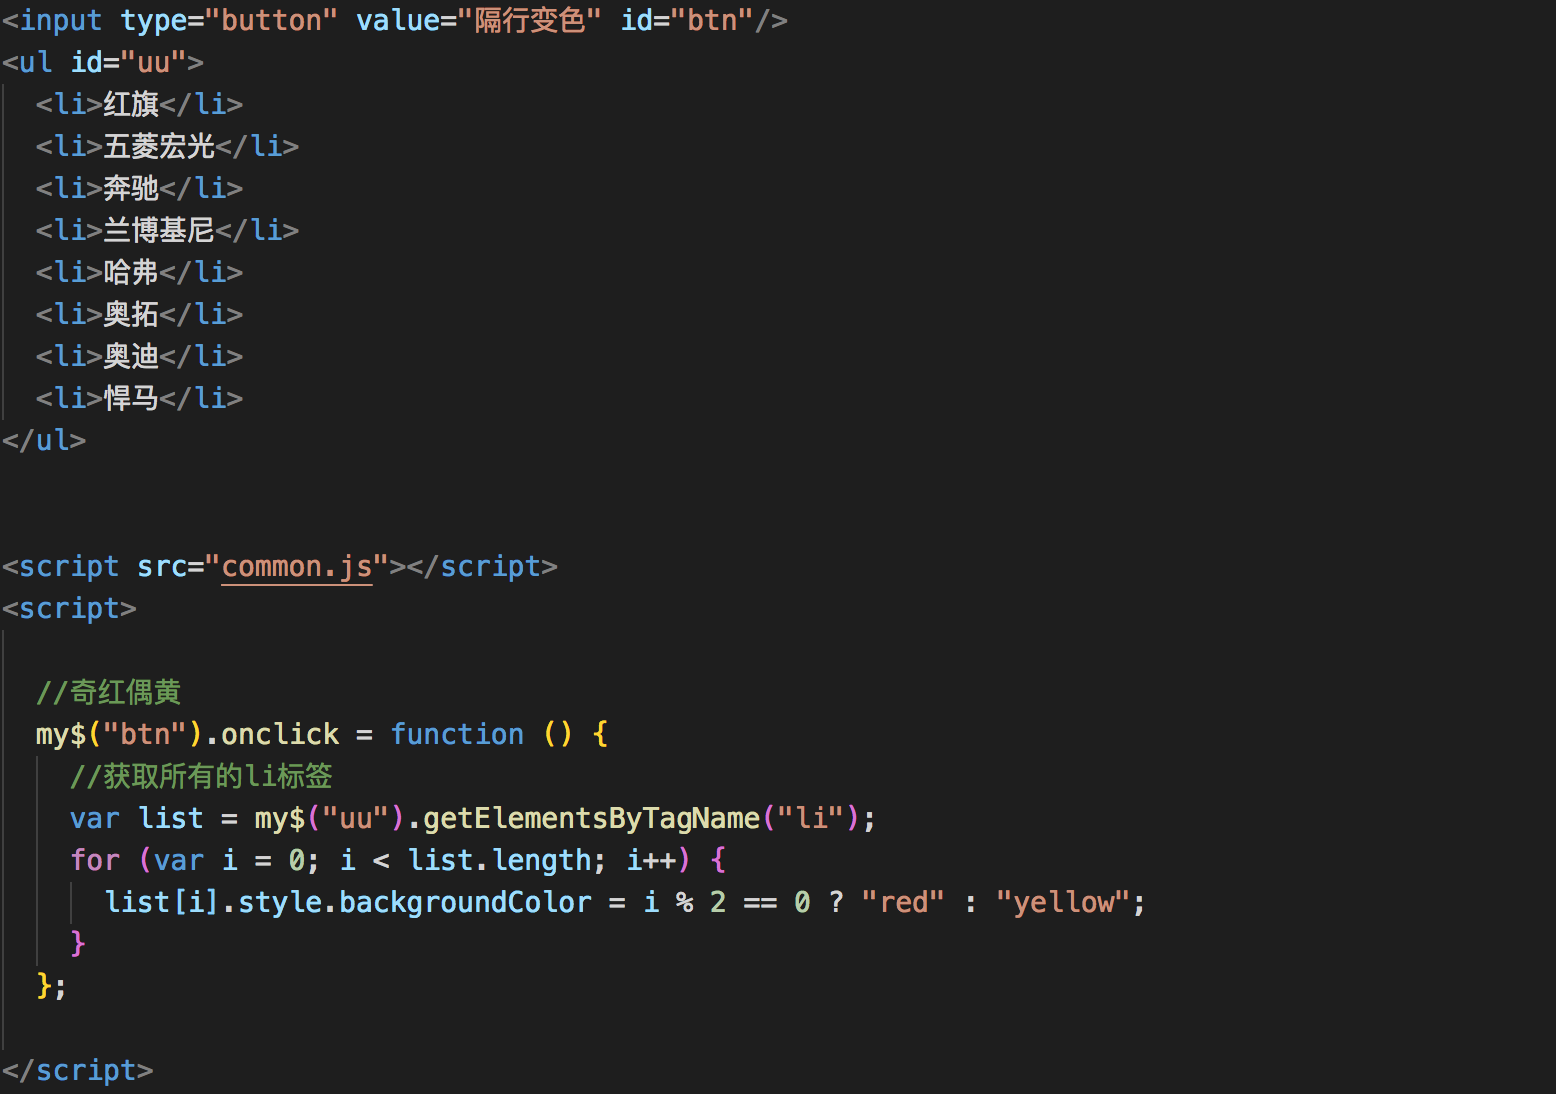 <input type="button" value="隔行变色" id="btn"/>
<ul id="uu">
  <li>红旗</li>
  <li>五菱宏光</li>
  <li>奔驰</li>
  <li>兰博基尼</li>
  <li>哈弗</li>
  <li>奥拓</li>
  <li>奥迪</li>
  <li>悍马</li>
</ul>
<script src="common.js"></script>
<script>
  //奇红偶黄
  my$("btn").onclick = function () {
    //获取所有的li标签
    var list = my$("uu").getElementsByTagName("li");
    for (var i = 0; i < list.length; i++) {
      list[i].style.backgroundColor = i % 2 == 0 ? "red" : "yellow";
    }
  };
</script>